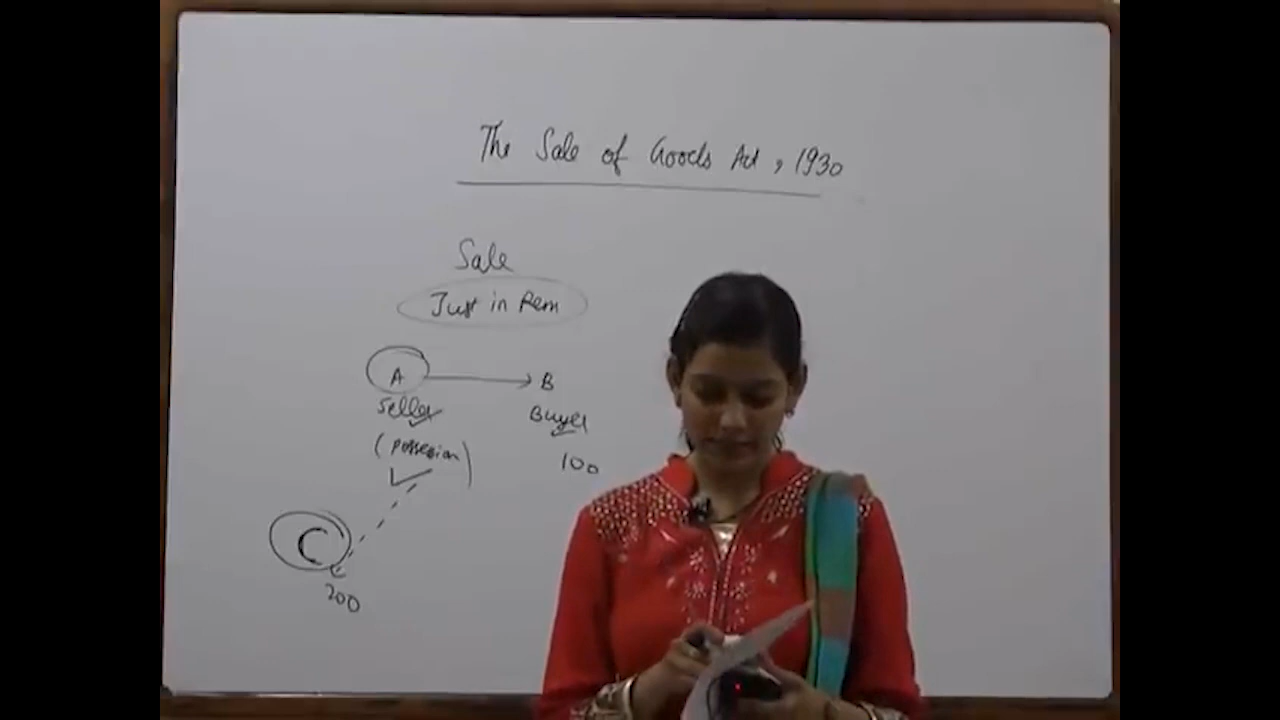 The Sale of Goods Act, 1930
Sale
Just in Rem
A B
Seller Buyer
(possession) 100
C
200